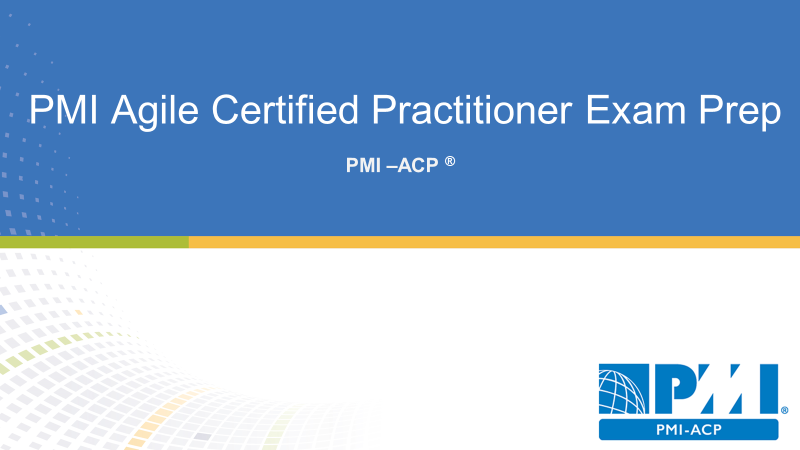 PMI Agile Certified Practitioner Exam Prep
PMI –ACP ®
PMI ®
PMI-ACP